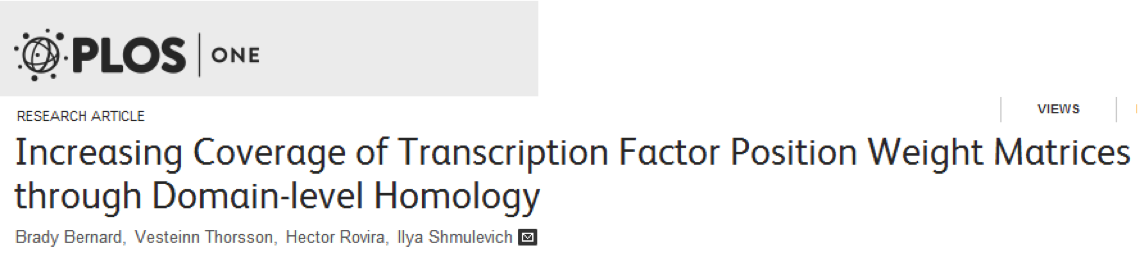 PLOS ONE
RESEARCH ARTICLE
VIEWS
Increasing Coverage of Transcription Factor Position Weight Matrices
through Domain-level Homology
Brady Bernard, Vesteinn Thorsson, Hector Rovira, Ilya Shmulevich